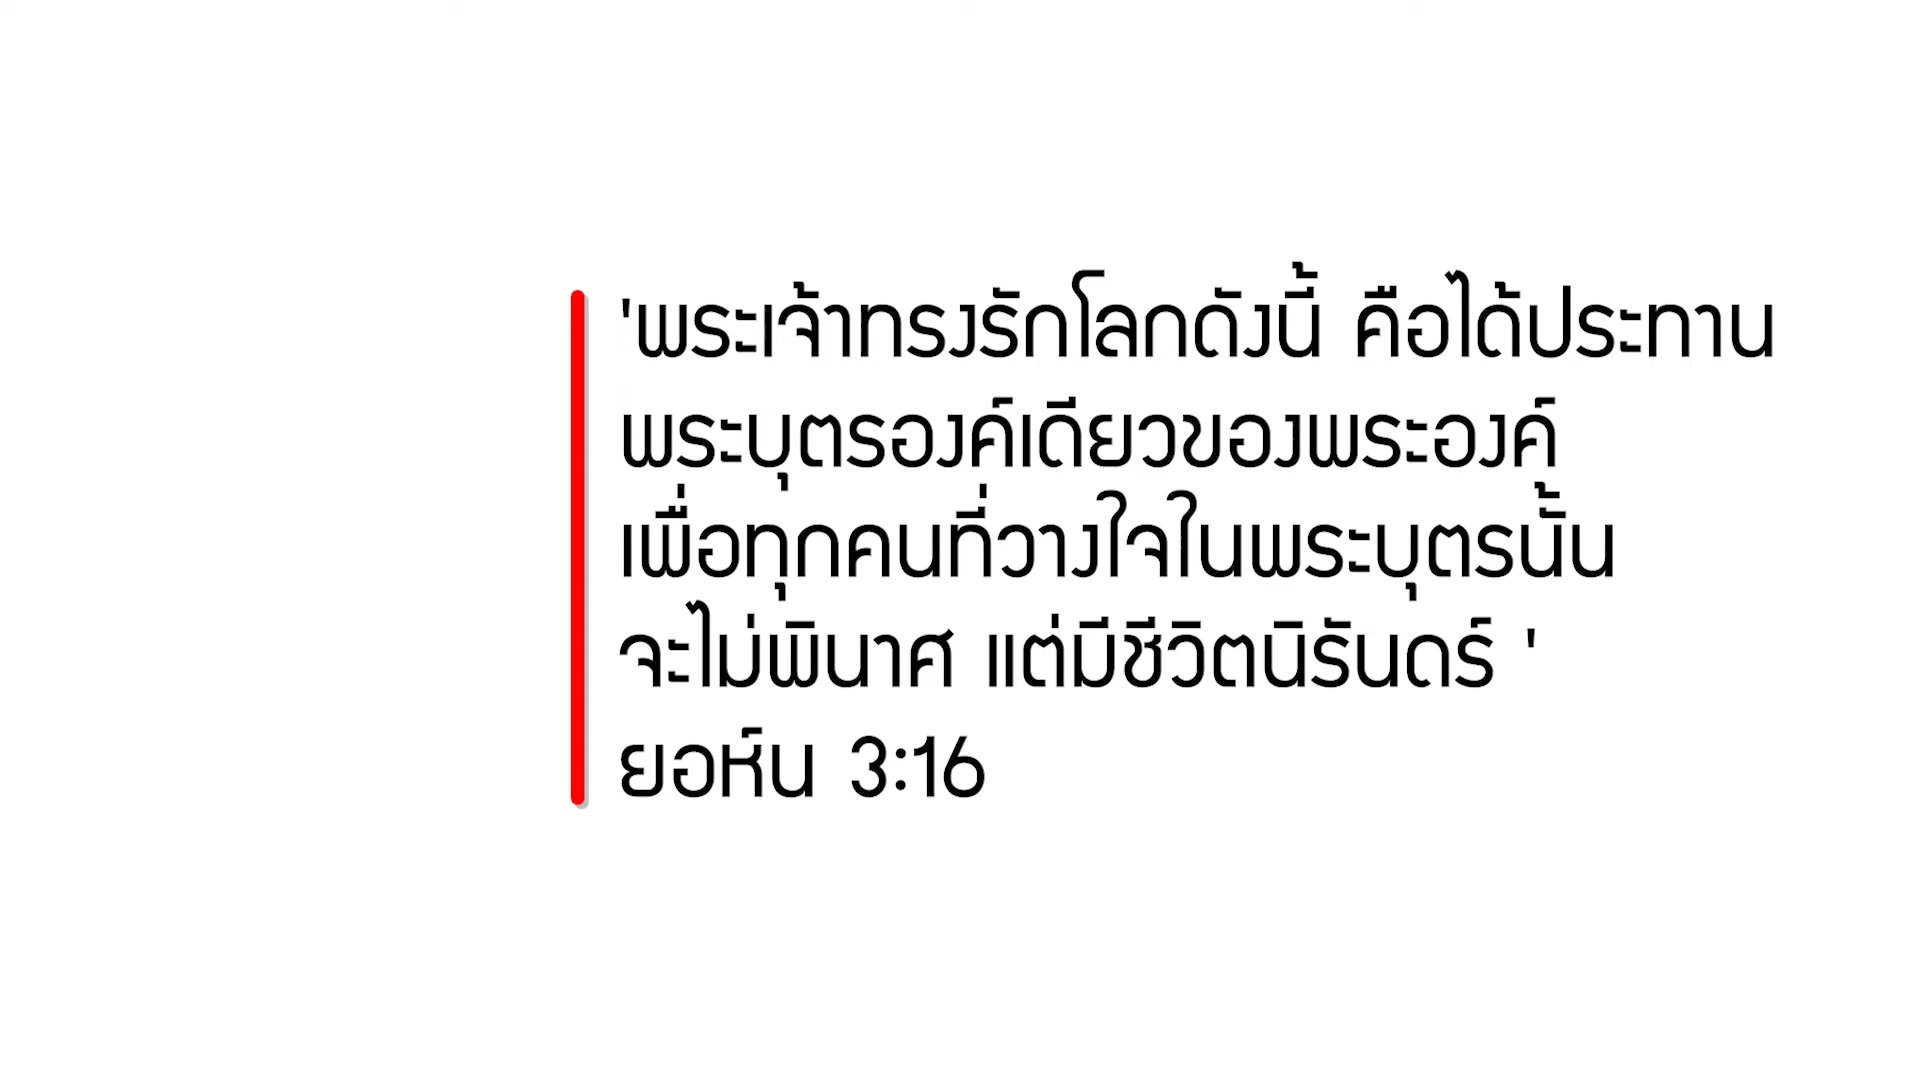 'พระเจ้าทรงรักโลกดังนี้ คือได้ประทาน
พระบุตรองค์เดียวของพระองค์
เพื่อทุกคนที่วางใจในพระบุตรนั้น
จะไม่พินาศ แต่มีชีวิตนิรันดร์ '
ยอห์น 3:16